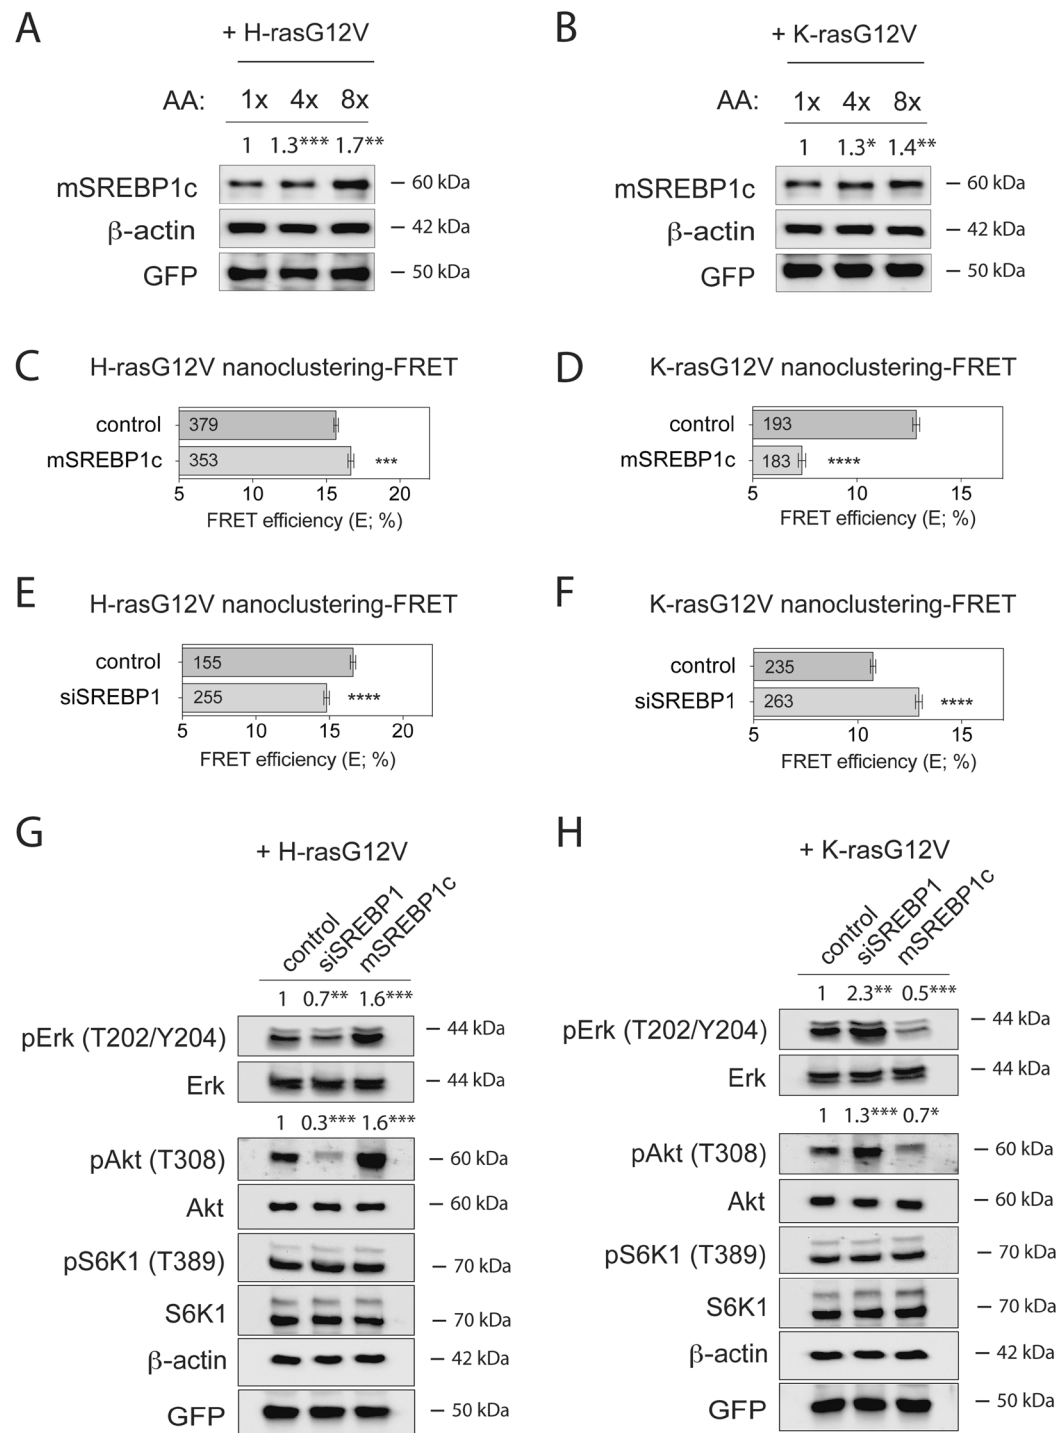 A
+ H-rasG12V
AA: 1x 4x 8x
1 1.3*** 1.7**
mSREBP1c – 60 kDa
β-actin – 42 kDa
GFP – 50 kDa
B
+ K-rasG12V
AA: 1x 4x 8x
1 1.3* 1.4**
mSREBP1c – 60 kDa
β-actin – 42 kDa
GFP – 50 kDa
C
H-rasG12V nanoclustering-FRET
control 379
mSREBP1c 353 ***
5 10 15 20
FRET efficiency (E; %)
D
K-rasG12V nanoclustering-FRET
control 193
mSREBP1c 183 ****
5 10 15
FRET efficiency (E; %)
E
H-rasG12V nanoclustering-FRET
control 155
siSREBP1 255 ****
5 10 15 20
FRET efficiency (E; %)
F
K-rasG12V nanoclustering-FRET
control 235
siSREBP1 263 ****
5 10 15
FRET efficiency (E; %)
G
+ H-rasG12V
control siSREBP1 mSREBP1c
1 0.7** 1.6***
pErk (T202/Y204) – 44 kDa
Erk – 44 kDa
1 0.3*** 1.6***
pAkt (T308) – 60 kDa
Akt – 60 kDa
pS6K1 (T389) – 70 kDa
S6K1 – 70 kDa
β-actin – 42 kDa
GFP – 50 kDa
H
+ K-rasG12V
control siSREBP1 mSREBP1c
1 2.3** 0.5***
pErk (T202/Y204) – 44 kDa
Erk – 44 kDa
1 1.3*** 0.7*
pAkt (T308) – 60 kDa
Akt – 60 kDa
pS6K1 (T389) – 70 kDa
S6K1 – 70 kDa
β-actin – 42 kDa
GFP – 50 kDa